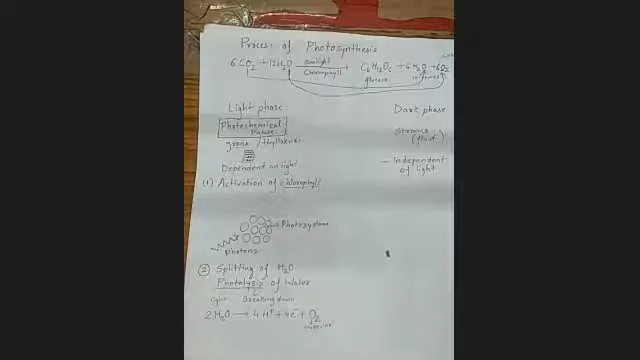 Process of Photosynthesis
6CO2 + 12H2O sunlight → C6H12O6 + 6H2O + 6O2
chlorophyll glucose
Light phase Dark phase
Photochemical Phase
grana / thyllakoids
stroma (fluid)
Dependent on light
– Independent of light
(1) Activation of chlorophyll
Photosystem
photons
(2) Splitting of H2O
Photolysis of Water
light Breaking down
2H2O → 4H+ + 4e- + O2